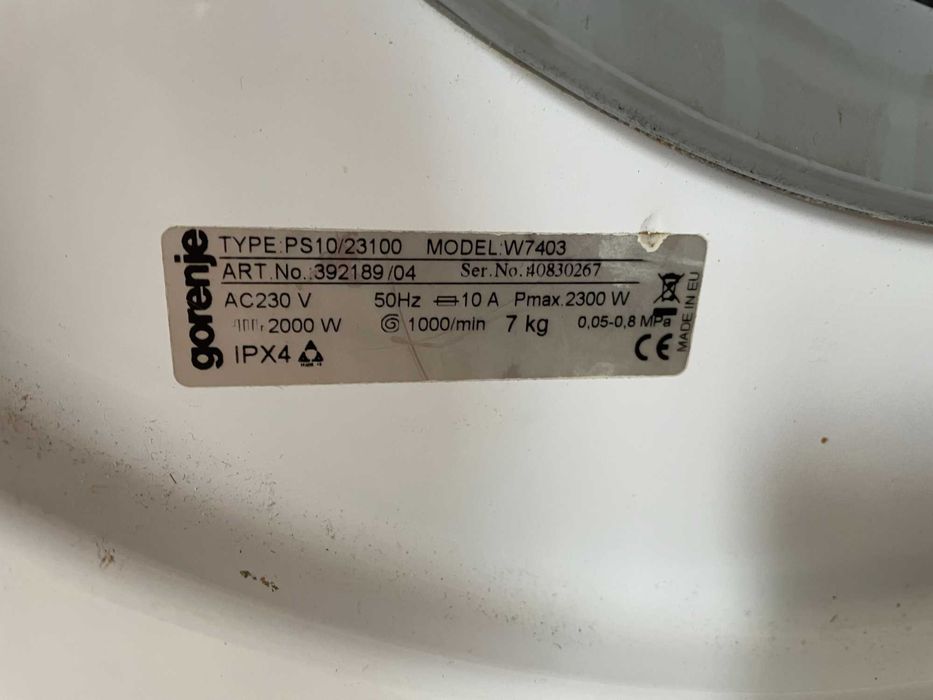 gorenje
TYPE:PS10/23100 MODEL:W7403
ART.No.:392189/04 Ser.No.:40830267
AC230 V 50Hz 10 A Pmax.2300 W
2000 W 1000/min 7 kg 0,05-0,8 MPa
IPX4 CE
MADE IN EU